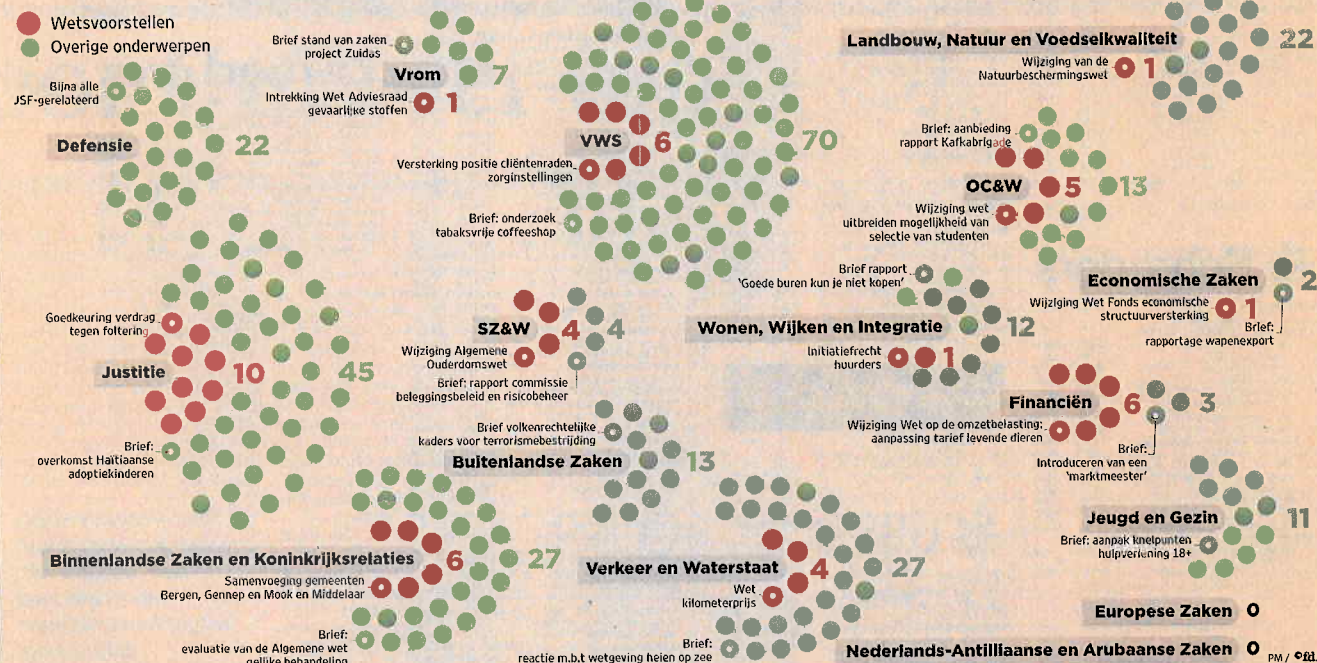 Wetsvoorstellen
Overige onderwerpen
Bijna alle
JSF-gerelateerd
Defensie
22
Brief stand van zaken
project Zuidas
Vrom
7
Intrekking Wet Adviesraad
gevaarlijke stoffen
1
VWS
6
70
Versterking positie cliëntenraden
zorginstellingen
Brief: onderzoek
tabaksvrije coffeeshop
Landbouw, Natuur en Voedselkwaliteit
22
Wijziging van de
Natuurbeschermingswet
1
Brief: aanbieding
rapport Kafkabrigade
OC&W
5
13
Wijziging wet
uitbreiden mogelijkheid van
selectie van studenten
Goedkeuring verdrag
tegen foltering
Justitie
10
45
Brief:
overkomst Haïtiaanse
adoptiekinderen
SZ&W
4
4
Wijziging Algemene
Ouderdomswet
Brief: rapport commissie
beleggingsbeleid en risicobeheer
Brief rapport
'Goede buren kun je niet kopen'
Wonen, Wijken en Integratie
12
Initiatiefrecht
huurders
1
Economische Zaken
2
Wijziging Wet Fonds economische
structuurversterking
1
Brief:
rapportage wapenexport
Financiën
6
3
Wijziging Wet op de omzetbelasting:
aanpassing tarief levende dieren
Brief:
Introduceren van een
'marktmeester'
Brief volkenrechtelijke
kaders voor terrorismebestrijding
Buitenlandse Zaken
13
Binnenlandse Zaken en Koninkrijksrelaties
6
27
Samenvoeging gemeenten
Bergen, Gennep en Mook en Middelaar
Brief:
evaluatie van de Algemene wet
gelijke behandeling
Verkeer en Waterstaat
4
27
Wet
kilometerprijs
Brief:
reactie m.b.t wetgeving heien op zee
Jeugd en Gezin
11
Brief: aanpak knelpunten
hulpverlening 18+
Europese Zaken 0
Nederlands-Antilliaanse en Arubaanse Zaken 0
PM / ©fd.